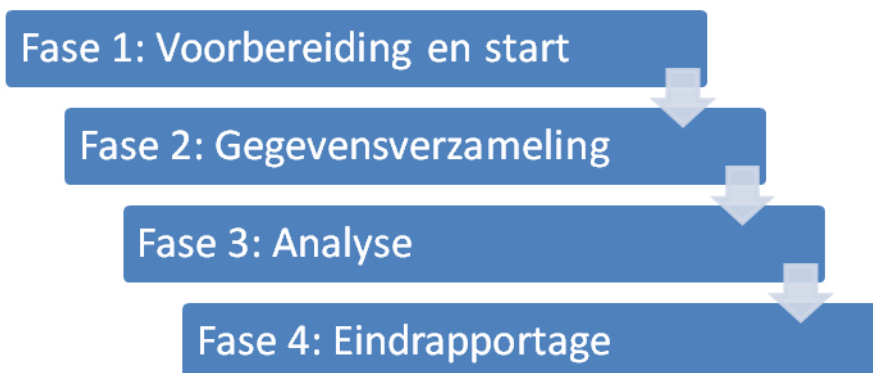 Fase 1: Voorbereiding en start
Fase 2: Gegevensverzameling
Fase 3: Analyse
Fase 4: Eindrapportage